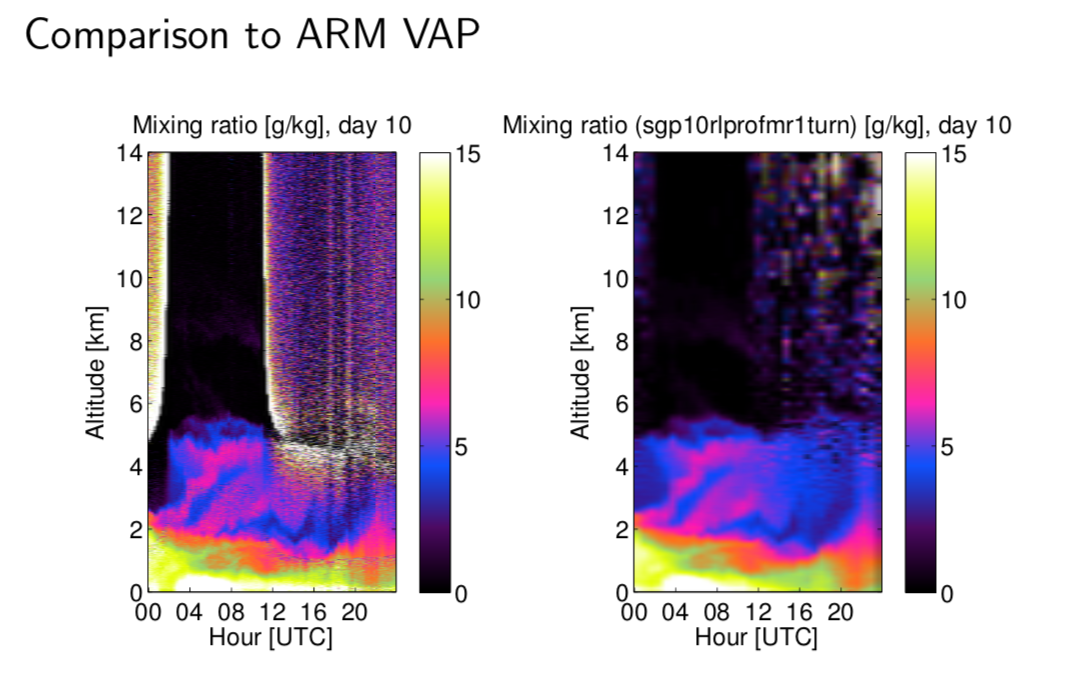 Comparison to ARM VAP
Mixing ratio [g/kg], day 10
14
12
10
8
6
4
2
0
Altitude [km]
00 04 08 12 16 20
Hour [UTC]
15
10
5
0
Mixing ratio (sgp10rlprofmr1turn) [g/kg], day 10
14
12
10
8
6
4
2
0
Altitude [km]
00 04 08 12 16 20
Hour [UTC]
15
10
5
0